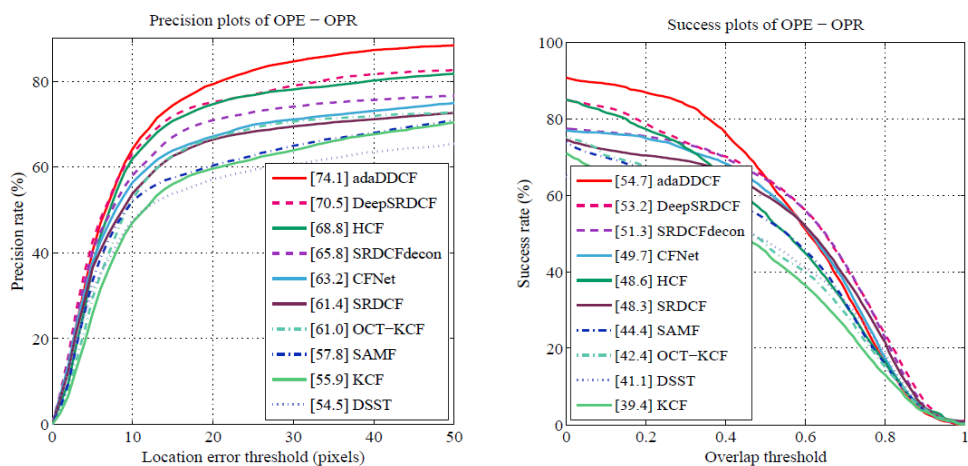 Precision plots of OPE − OPR
Precision rate (%)
80
60
40
20
0
0 10 20 30 40 50
Location error threshold (pixels)
[74.1] adaDDCF
[70.5] DeepSRDCF
[68.8] HCF
[65.8] SRDCFdecon
[63.2] CFNet
[61.4] SRDCF
[61.0] OCT−KCF
[57.8] SAMF
[55.9] KCF
[54.5] DSST
Success plots of OPE − OPR
Success rate (%)
100
80
60
40
20
0
0 0.2 0.4 0.6 0.8 1
Overlap threshold
[54.7] adaDDCF
[53.2] DeepSRDCF
[51.3] SRDCFdecon
[49.7] CFNet
[48.6] HCF
[48.3] SRDCF
[44.4] SAMF
[42.4] OCT−KCF
[41.1] DSST
[39.4] KCF